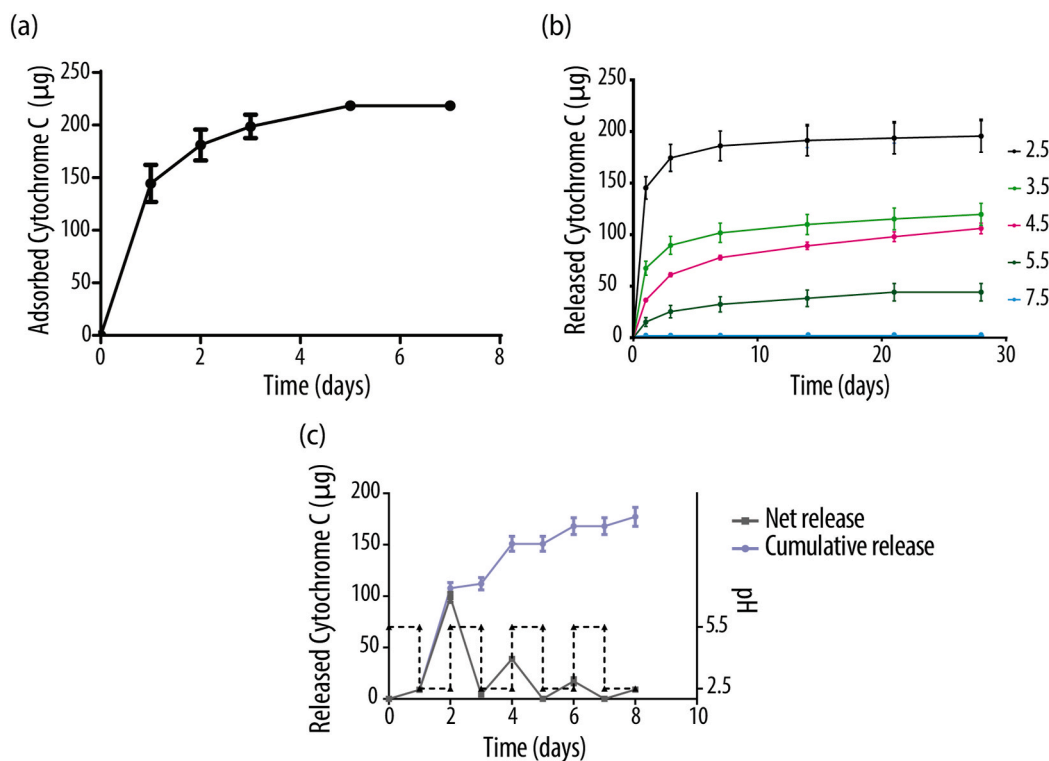 (a)
(b)
Adsorbed Cytochrome C (µg)
250
200
150
100
50
0
0 2 4 6 8
Time (days)
Released Cytochrome C (µg)
250
200
150
100
50
0
0 10 20 30
Time (days)
2.5
3.5
4.5
5.5
7.5
(c)
Released Cytochrome C (µg)
200
150
100
50
0
0 2 4 6 8 10
Time (days)
5.5
2.5
pH
Net release
Cumulative release